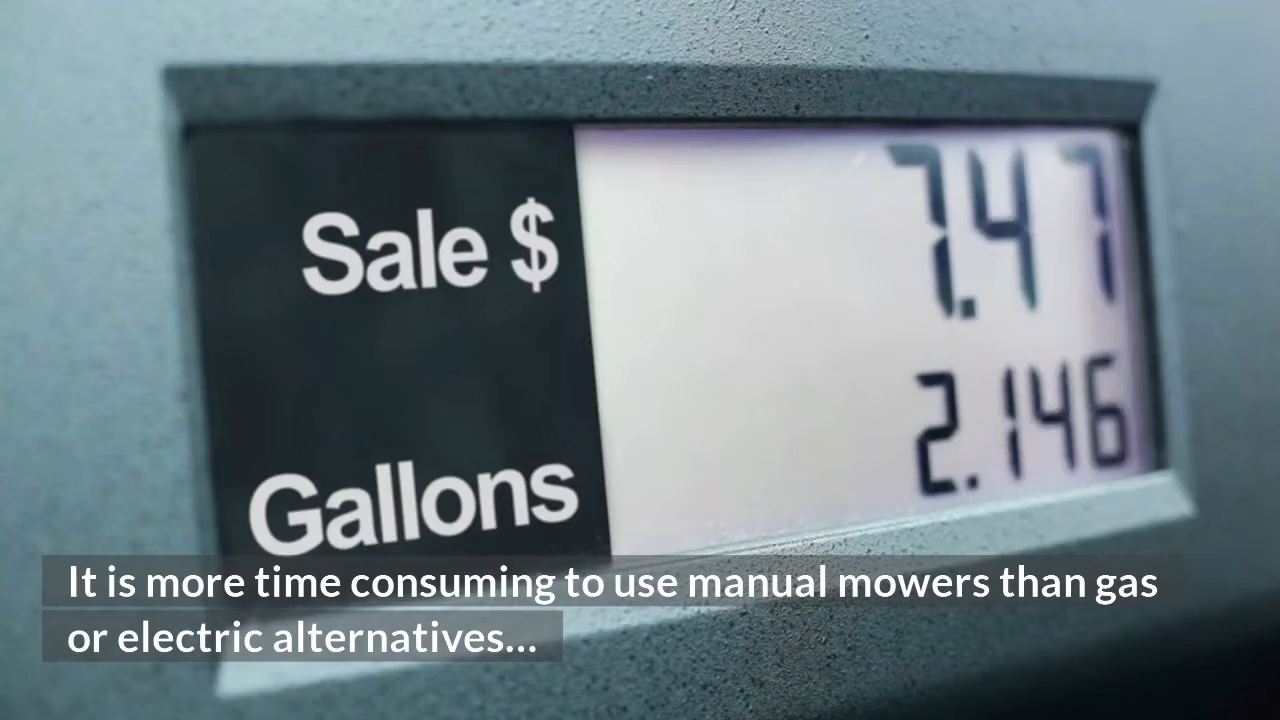 Sale $ 7.47
Gallons 2.146
It is more time consuming to use manual mowers than gas
or electric alternatives...